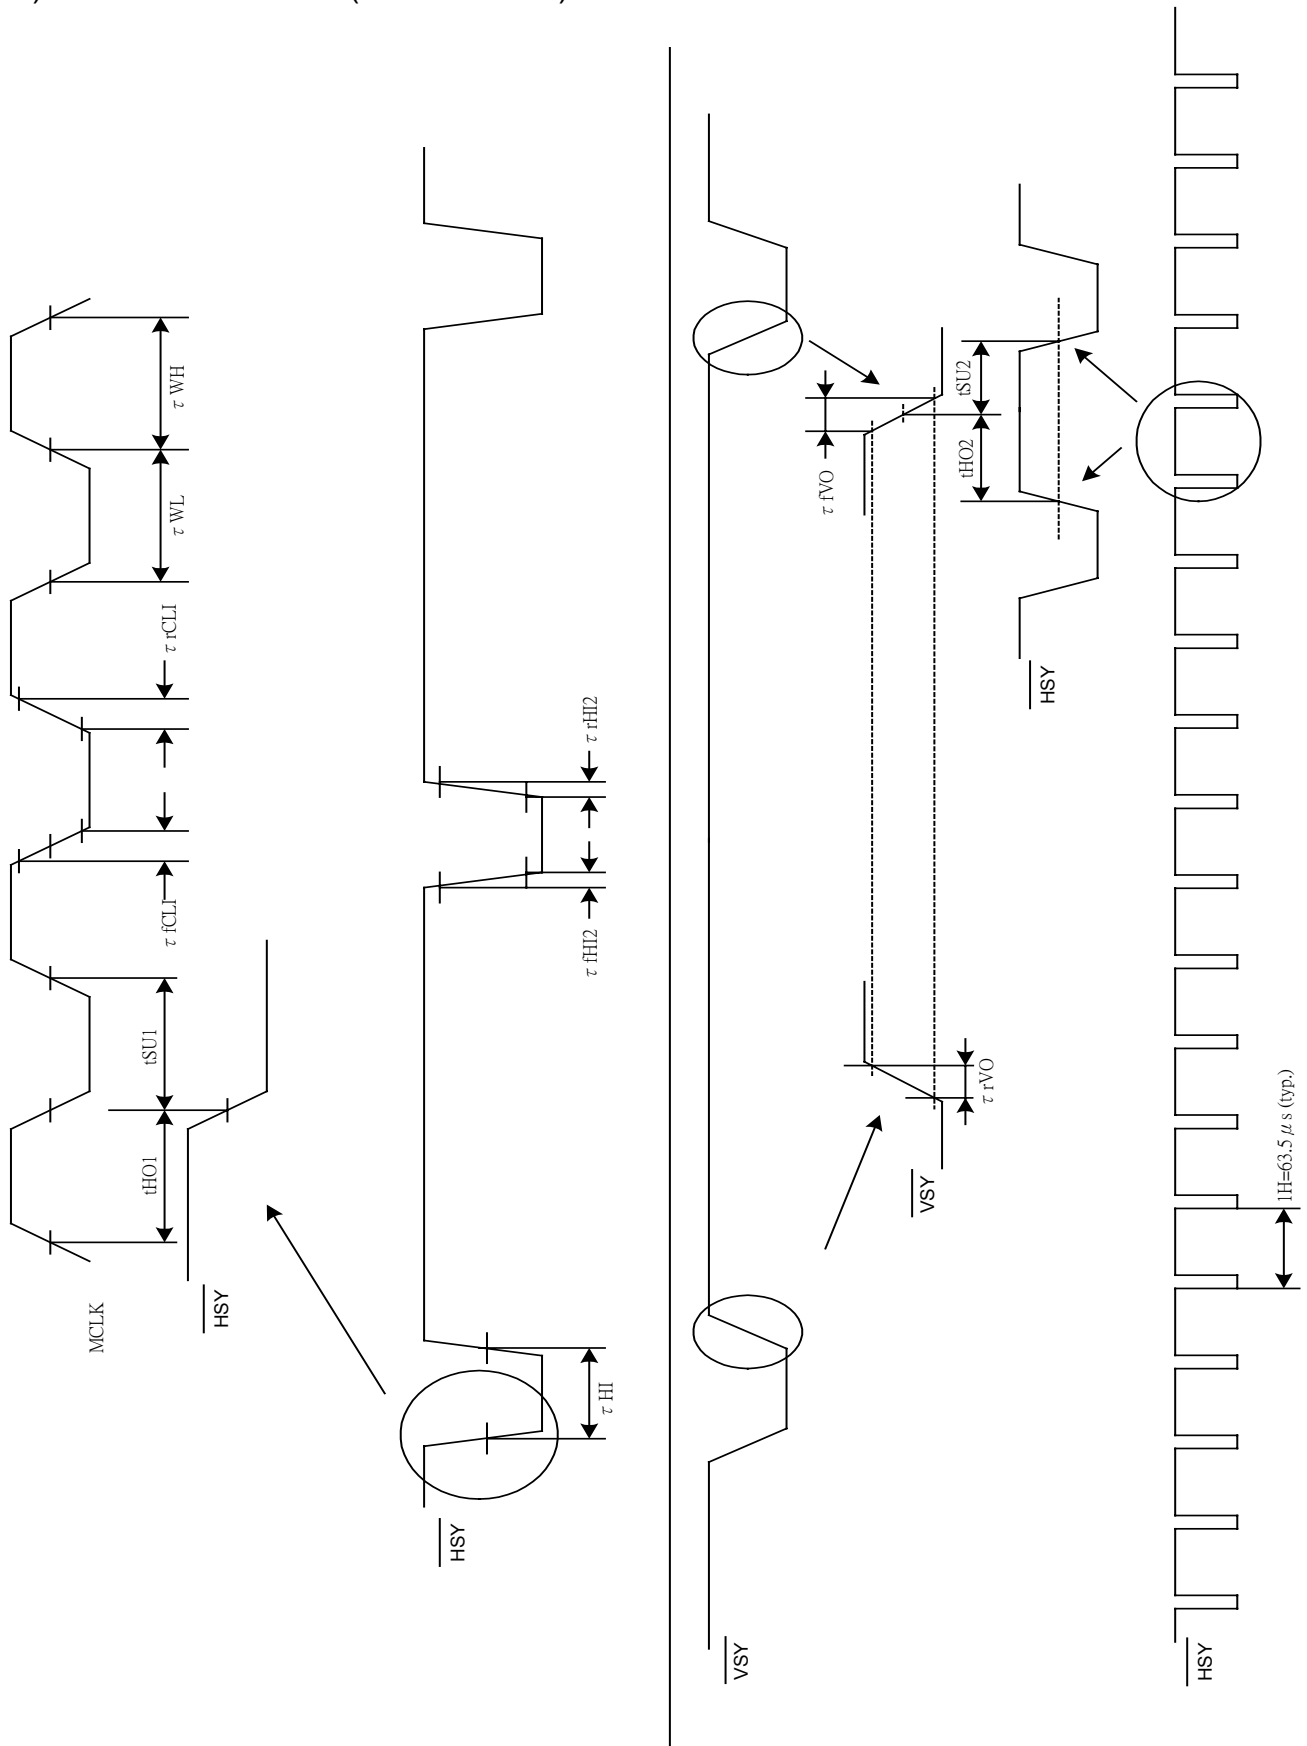 MCLK
tHO1
tSU1
τ fCLI
τ rCLI
τ WL
τ WH
HSY
HSY
τ HI
τ fHI2
τ rHI2
VSY
VSY
τ rVO
τ fVO
tHO2
tSU2
HSY
HSY
1H=63.5 μ s (typ.)